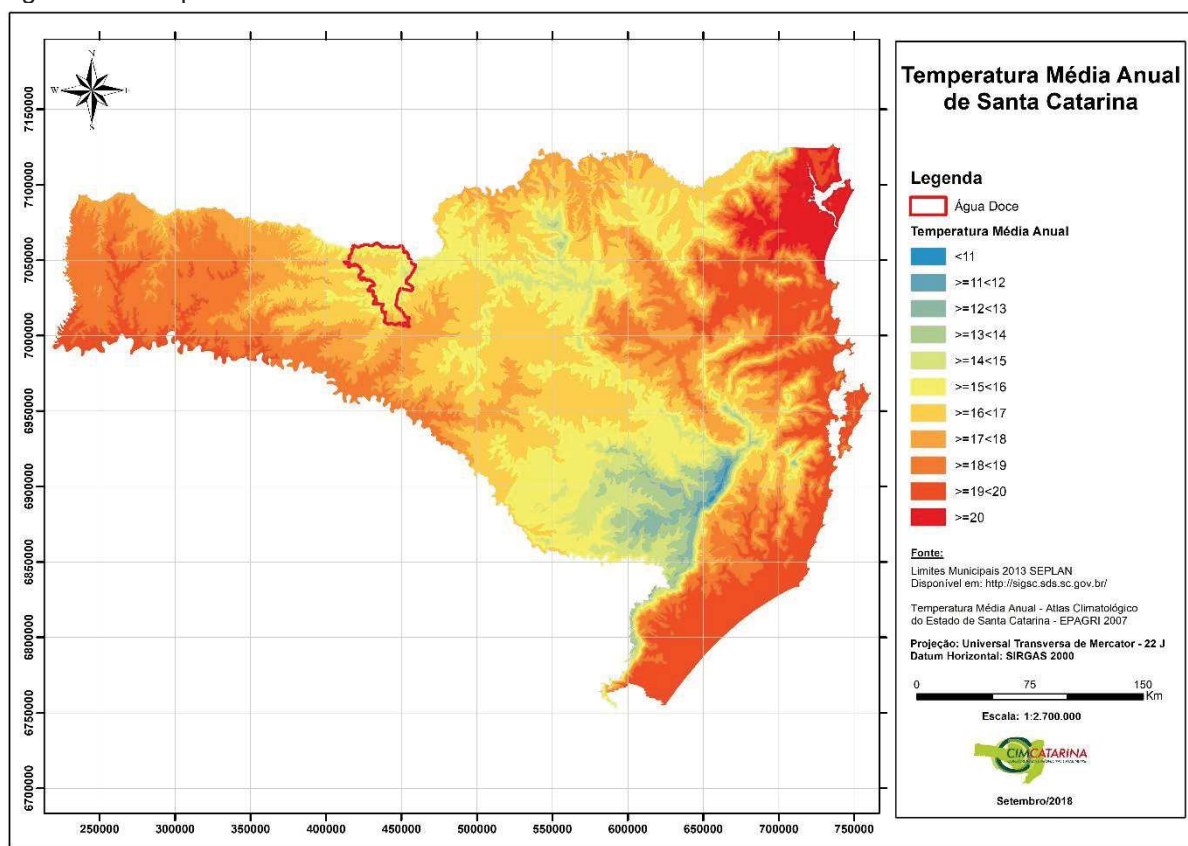 N
W E
S
7150000
7100000
7050000
7000000
6950000
6900000
6850000
6800000
6750000
6700000
250000 300000 350000 400000 450000 500000 550000 600000 650000 700000 750000
Temperatura Média Anual
de Santa Catarina
Legenda
Água Doce
Temperatura Média Anual
<11
>=11<12
>=12<13
>=13<14
>=14<15
>=15<16
>=16<17
>=17<18
>=18<19
>=19<20
>=20
Fonte:
Limites Municipais 2013 SEPLAN
Disponível em: http://sigsc.sds.sc.gov.br/
Temperatura Média Anual - Atlas Climatológico
do Estado de Santa Catarina - EPAGRI 2007
Projeção: Universal Transversa de Mercator - 22 J
Datum Horizontal: SIRGAS 2000
0 75 150
Km
Escala: 1:2.700.000
CIMCATARINA
Setembro/2018